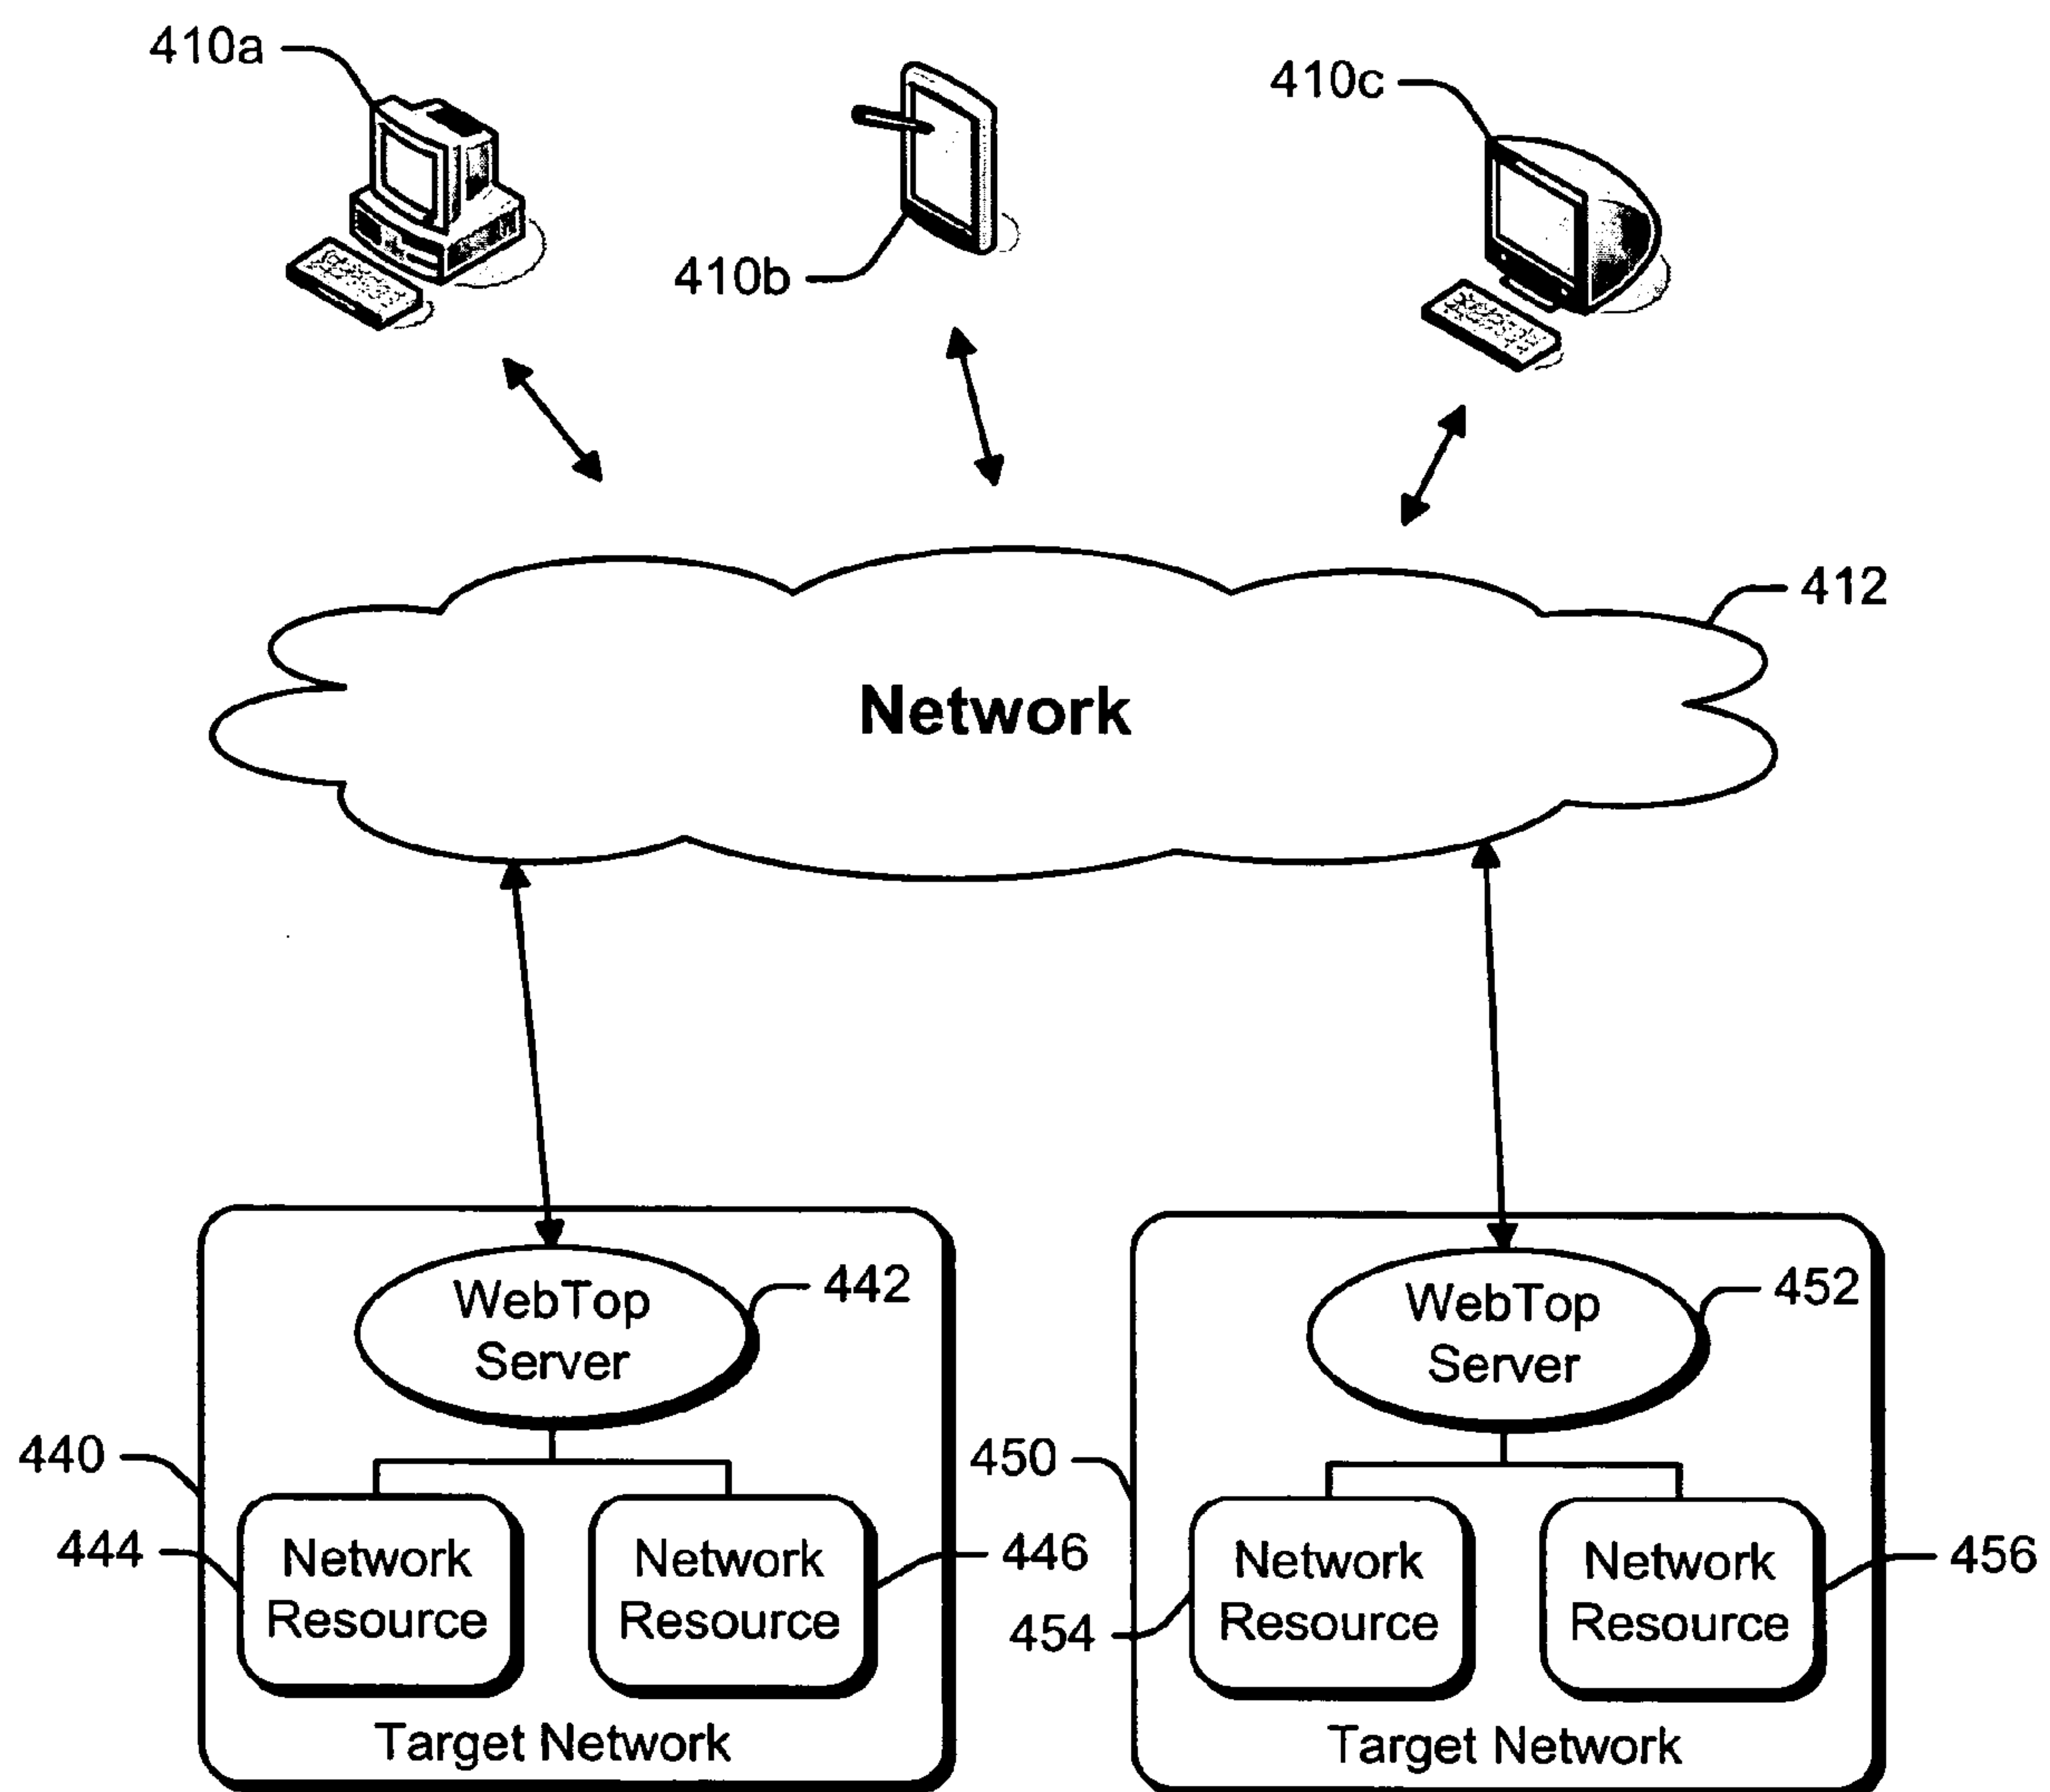 410a
410b
410c
412
Network
WebTop
Server
442
WebTop
Server
452
440
450
444
Network
Resource
Network
Resource
446
454
Network
Resource
Network
Resource
456
Target Network
Target Network